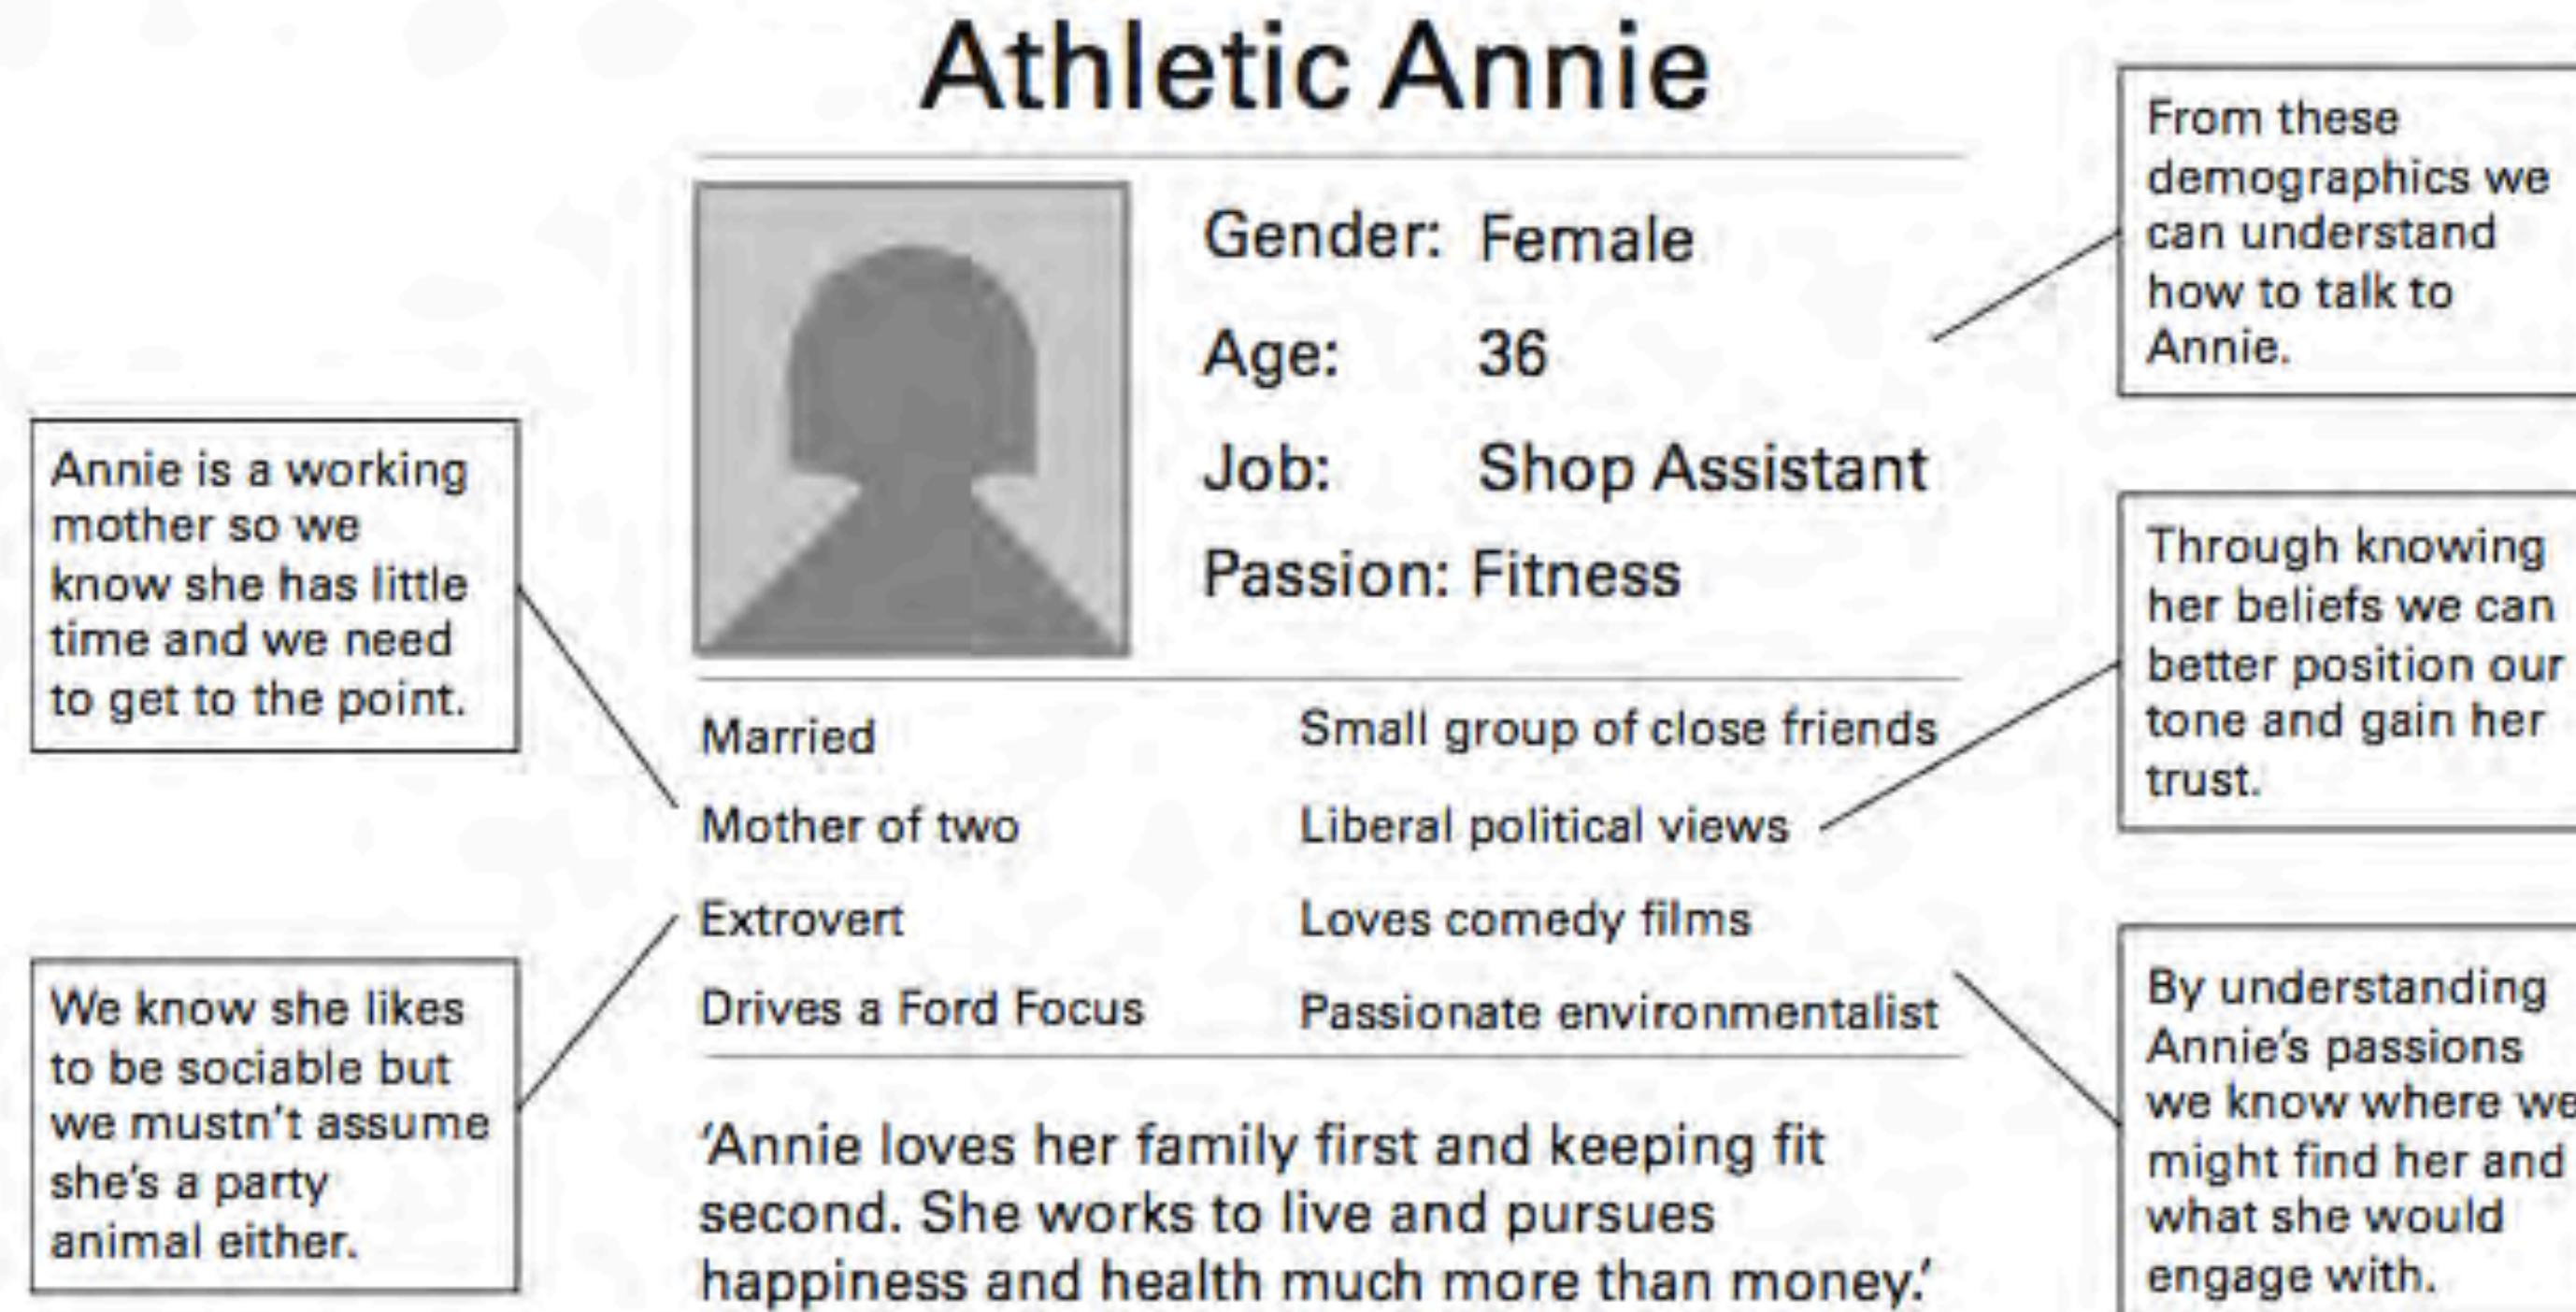 Athletic Annie
Gender: Female
Age: 36
Job: Shop Assistant
Passion: Fitness
From these
demographics we
can understand
how to talk to
Annie.
Annie is a working
mother so we
know she has little
time and we need
to get to the point.
Through knowing
her beliefs we can
better position our
tone and gain her
trust.
Married
Mother of two
Extrovert
Drives a Ford Focus
Small group of close friends
Liberal political views
Loves comedy films
Passionate environmentalist
We know she likes
to be sociable but
we mustn't assume
she's a party
animal either.
By understanding
Annie's passions
we know where we
might find her and
what she would
engage with.
'Annie loves her family first and keeping fit
second. She works to live and pursues
happiness and health much more than money.'